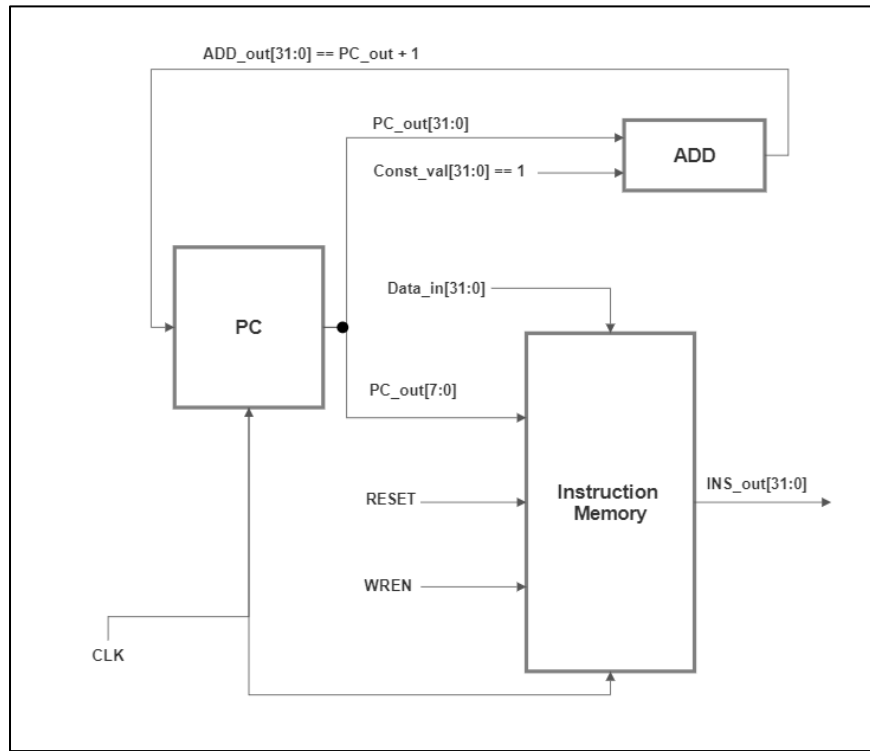 ADD_out[31:0] == PC_out + 1
PC_out[31:0]
ADD
Const_val[31:0] == 1
Data_in[31:0]
PC
PC_out[7:0]
INS_out[31:0]
RESET
Instruction
Memory
WREN
CLK